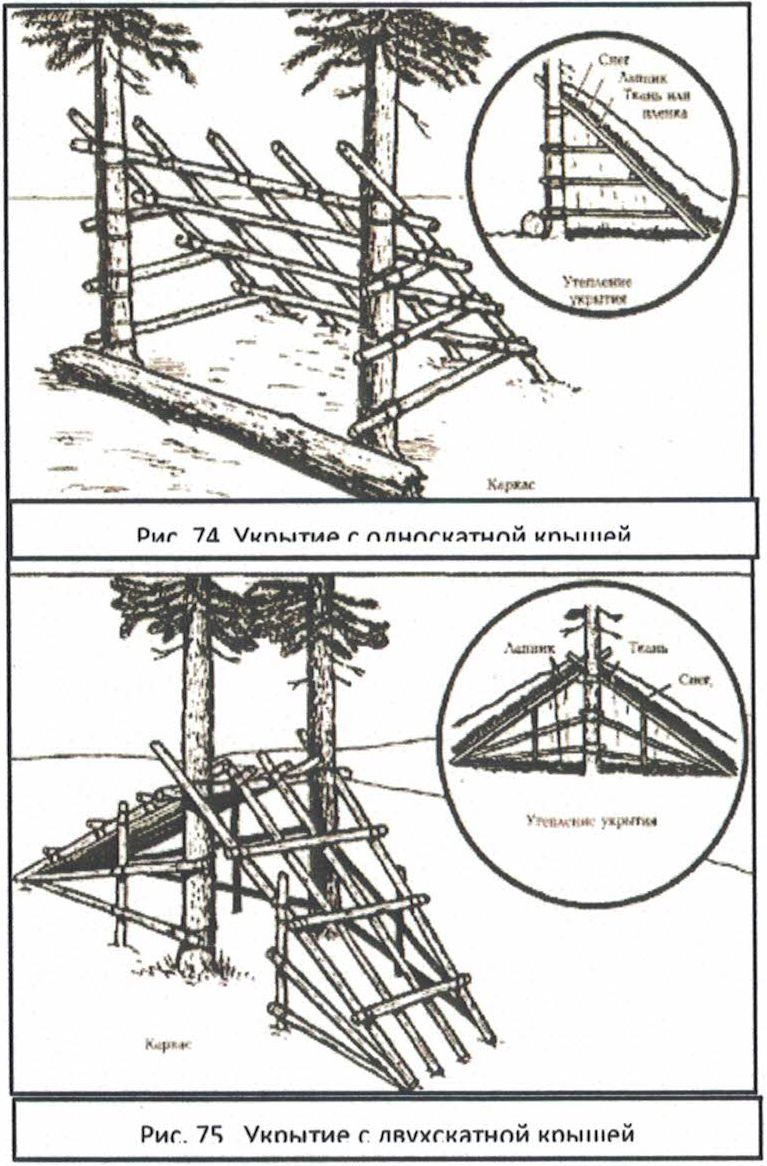 Снег
Лапник
Ткань или
пленка
Утепление
укрытия
Каркас
Рис. 74 Укрытие с односкатной крышей
Лапник
Ткань
Снег,
Утепление укрытия
Каркас
Рис. 75 Укрытие с двухскатной крышей